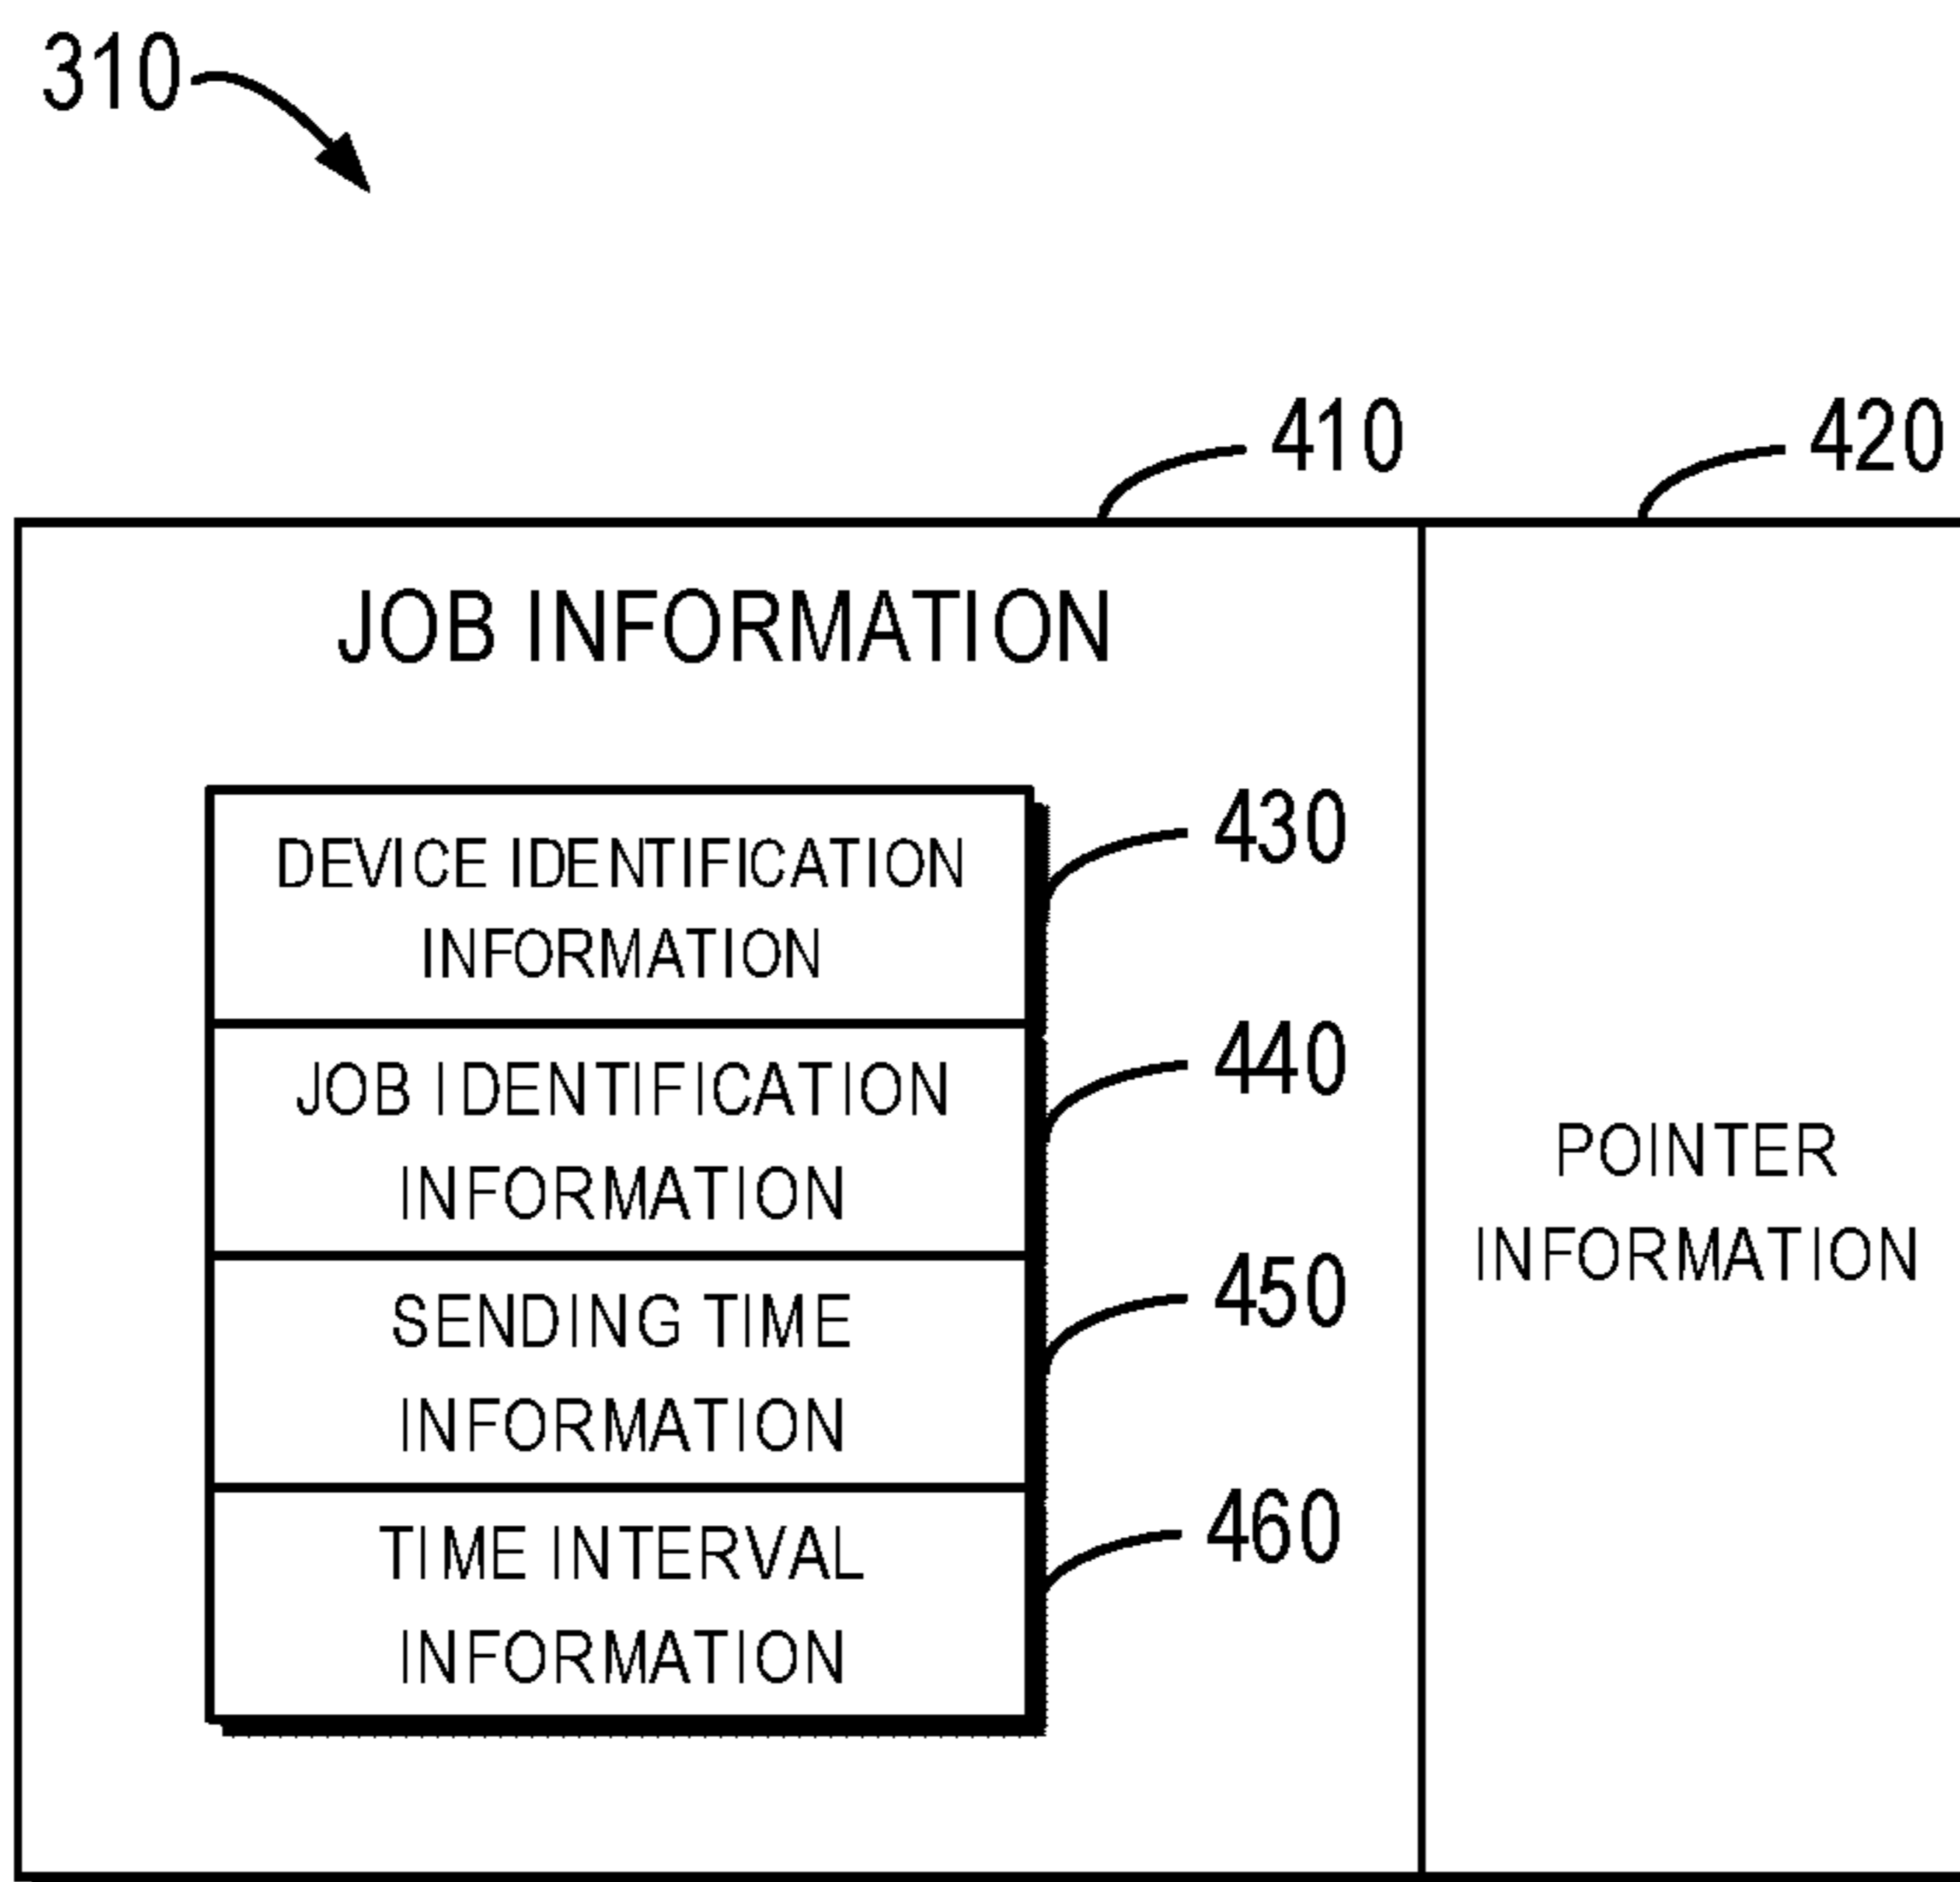 310
410
420
JOB INFORMATION
DEVICE IDENTIFICATION
INFORMATION
430
JOB IDENTIFICATION
INFORMATION
440
SENDING TIME
INFORMATION
450
TIME INTERVAL
INFORMATION
460
POINTER
INFORMATION